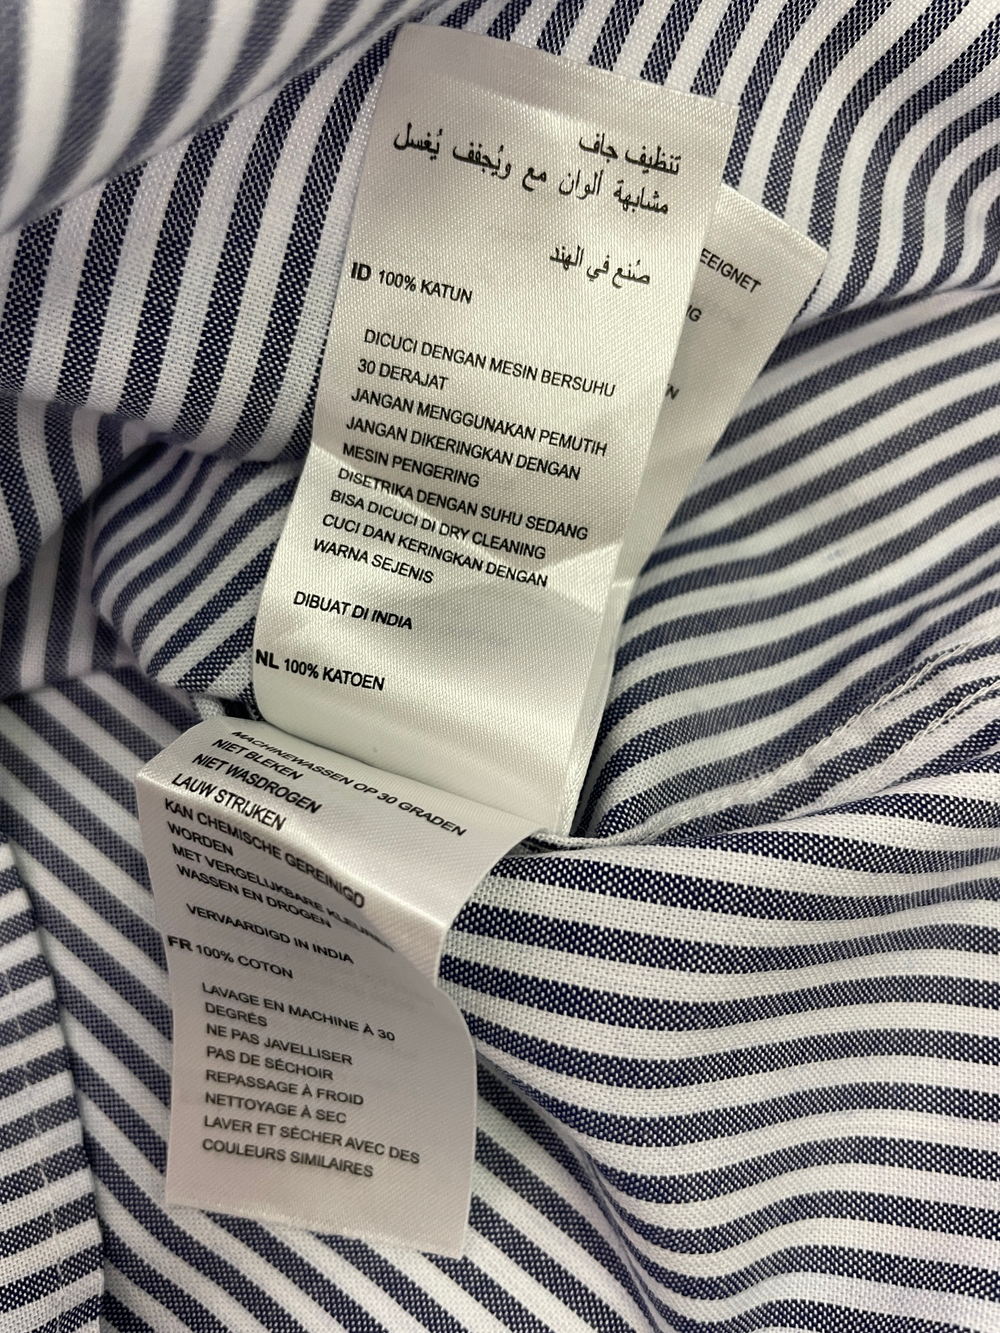 تنظيف جاف
يُغسل ويُجفف مع الوان مشابهة
صُنع في الهند
ID 100% KATUN
DICUCI DENGAN MESIN BERSUHU
30 DERAJAT
JANGAN MENGGUNAKAN PEMUTIH
JANGAN DIKERINGKAN DENGAN
MESIN PENGERING
DISETRIKA DENGAN SUHU SEDANG
BISA DICUCI DI DRY CLEANING
CUCI DAN KERINGKAN DENGAN
WARNA SEJENIS
DIBUAT DI INDIA
NL 100% KATOEN
MACHINEWASSEN OP 30 GRADEN
NIET BLEKEN
NIET WASDROGEN
LAUW STRIJKEN
KAN CHEMISCHE GEREINIGD
WORDEN
MET VERGELIJKBARE
WASSEN EN DROGEN
VERVAARDIGD IN INDIA
FR 100% COTON
LAVAGE EN MACHINE À 30
DEGRÉS
NE PAS JAVELLISER
PAS DE SÉCHOIR
REPASSAGE À FROID
NETTOYAGE À SEC
LAVER ET SÉCHER AVEC DES
COULEURS SIMILAIRES